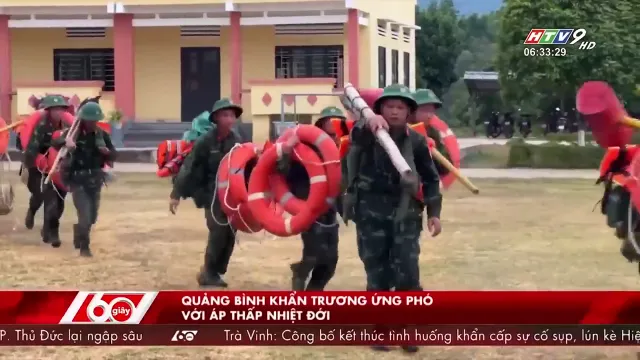 HTV9 HD
06:33:29
60 giây
QUẢNG BÌNH KHẨN TRƯƠNG ỨNG PHÓ
VỚI ÁP THẤP NHIỆT ĐỚI
P. Thủ Đức lại ngập sâu // Trà Vinh: Công bố kết thúc tình huống khẩn cấp sự cố sụp, lún kè Hiệ